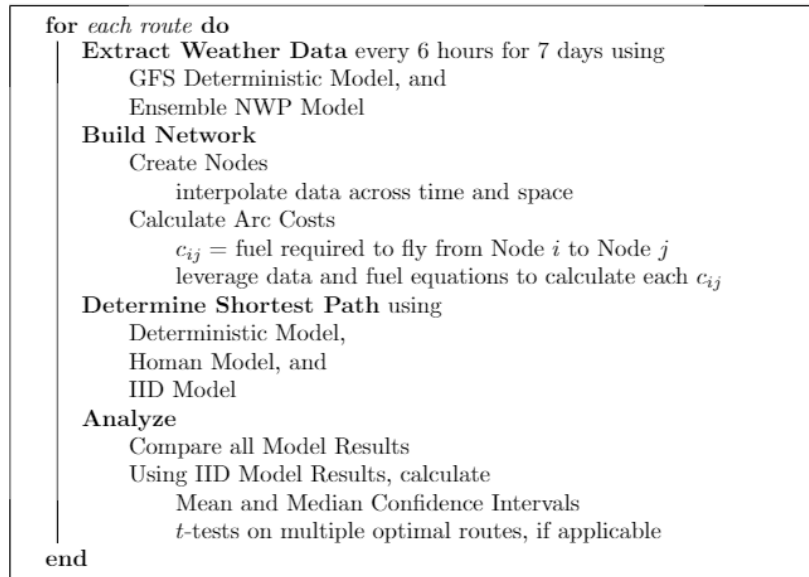 for each route do
Extract Weather Data every 6 hours for 7 days using
GFS Deterministic Model, and
Ensemble NWP Model
Build Network
Create Nodes
interpolate data across time and space
Calculate Arc Costs
c_{ij} = fuel required to fly from Node i to Node j
leverage data and fuel equations to calculate each c_{ij}
Determine Shortest Path using
Deterministic Model,
Homan Model, and
IID Model
Analyze
Compare all Model Results
Using IID Model Results, calculate
Mean and Median Confidence Intervals
t-tests on multiple optimal routes, if applicable
end